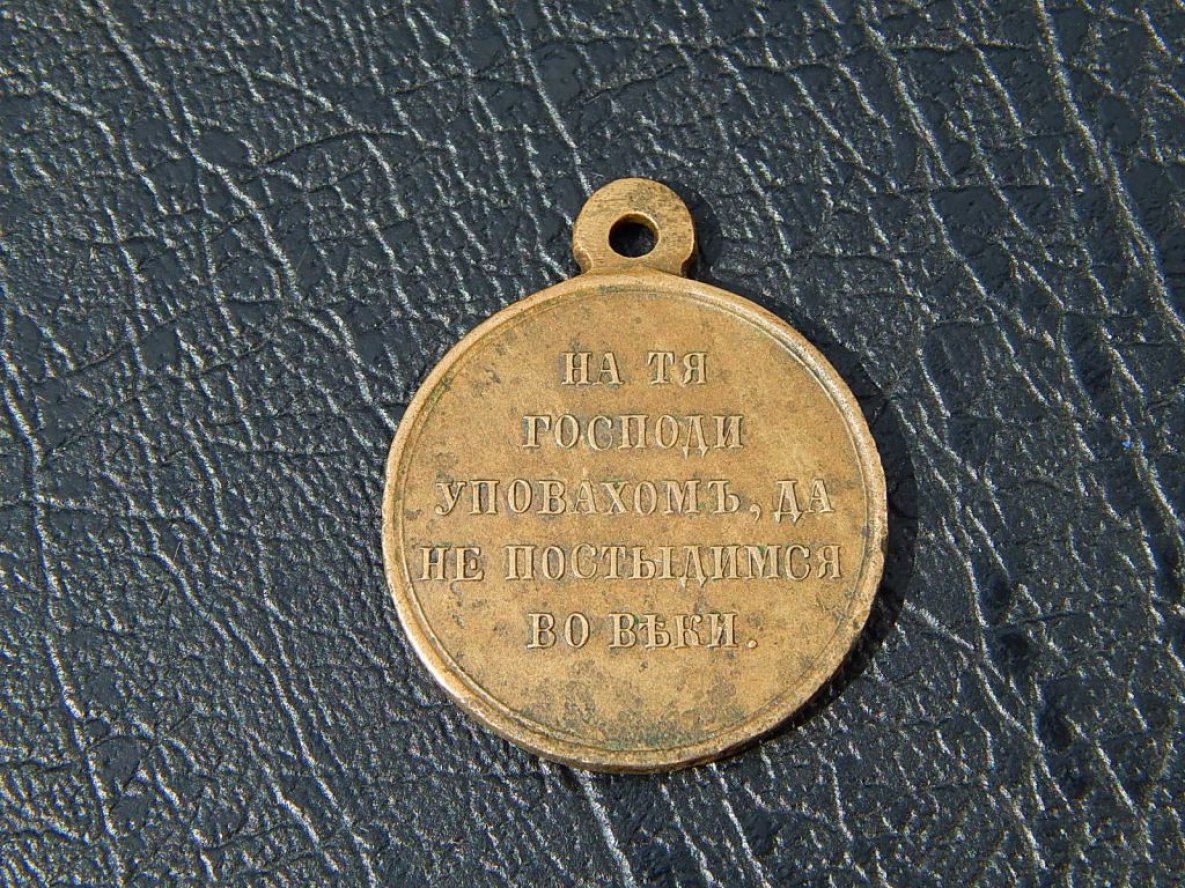 НА ТЯ
ГОСПОДИ
УПОВАХОМЪ, ДА
НЕ ПОСТЫДИМСЯ
ВО ВѢКИ.